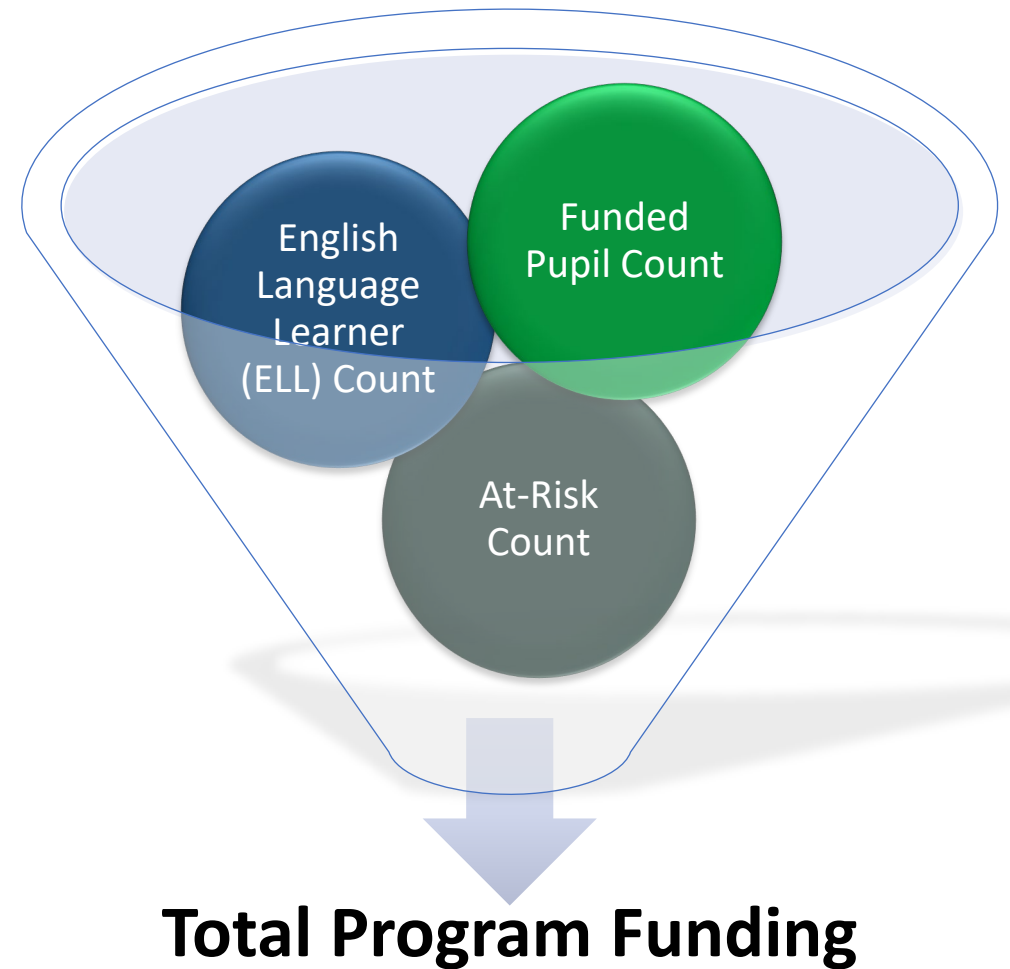 English
Language
Learner
(ELL) Count
Funded
Pupil Count
At-Risk
Count
Total Program Funding